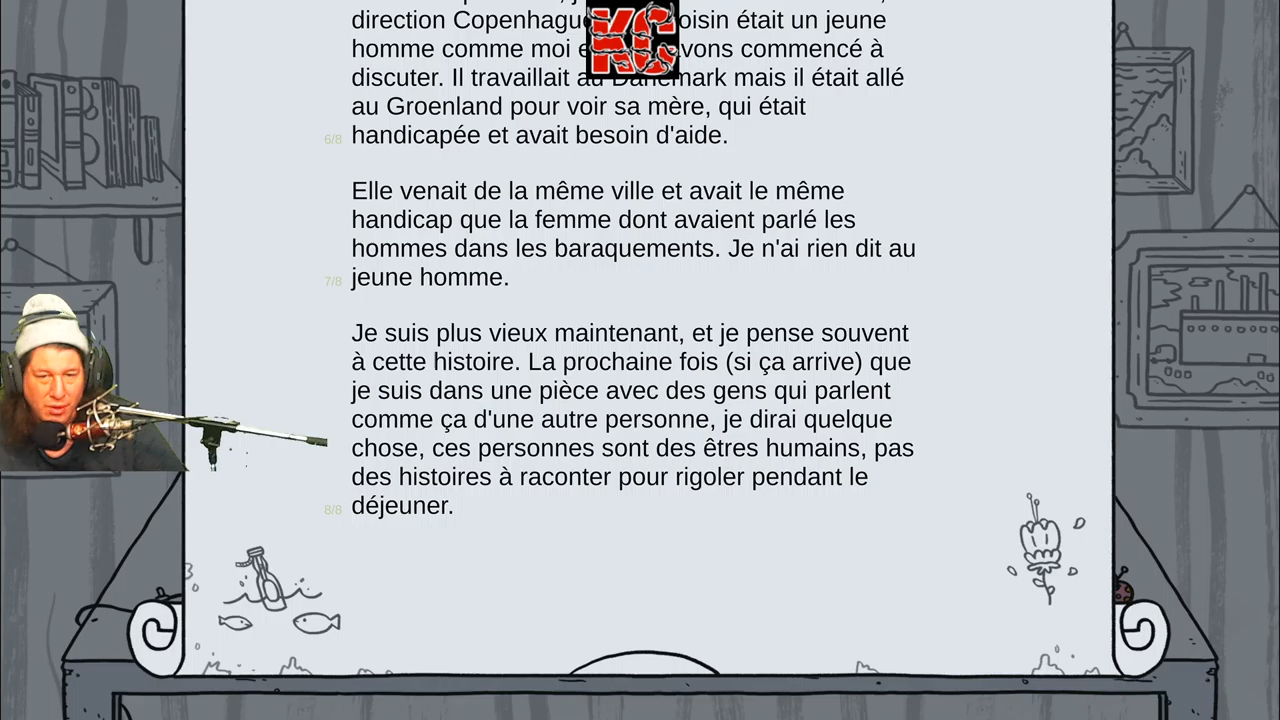 direction Copenhague oisin était un jeune
KC
homme comme moi e avons commencé à
discuter. Il travaillait au Danemark mais il était allé
au Groenland pour voir sa mère, qui était
6/8 handicapée et avait besoin d'aide.
Elle venait de la même ville et avait le même
handicap que la femme dont avaient parlé les
hommes dans les baraquements. Je n'ai rien dit au
7/8 jeune homme.
Je suis plus vieux maintenant, et je pense souvent
à cette histoire. La prochaine fois (si ça arrive) que
je suis dans une pièce avec des gens qui parlent
comme ça d'une autre personne, je dirai quelque
chose, ces personnes sont des êtres humains, pas
des histoires à raconter pour rigoler pendant le
8/8 déjeuner.